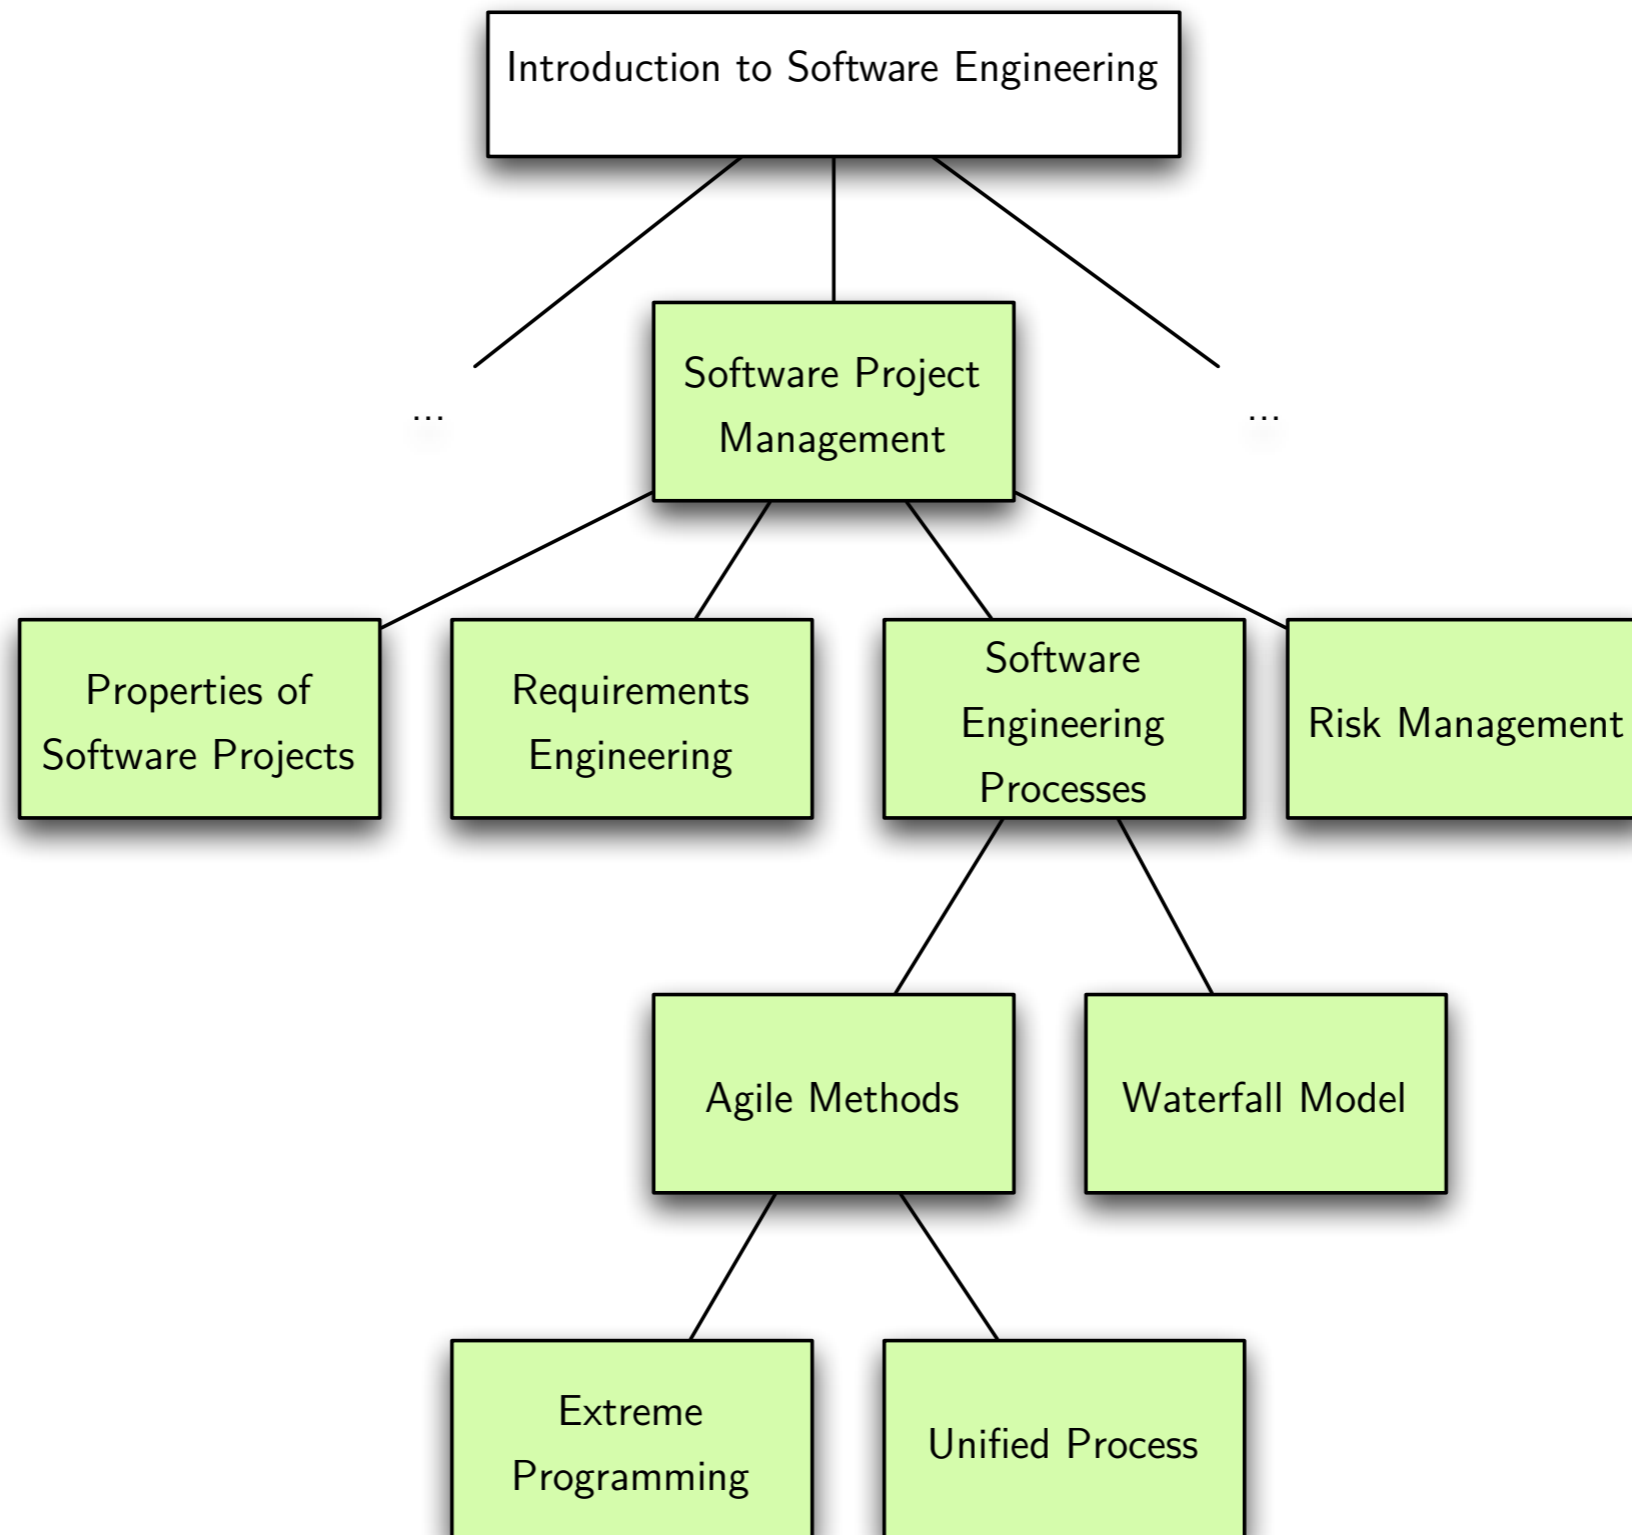 Introduction to Software Engineering
...
Software Project
Management
...
Properties of
Software Projects
Requirements
Engineering
Software
Engineering
Processes
Risk Management
Agile Methods
Waterfall Model
Extreme
Programming
Unified Process